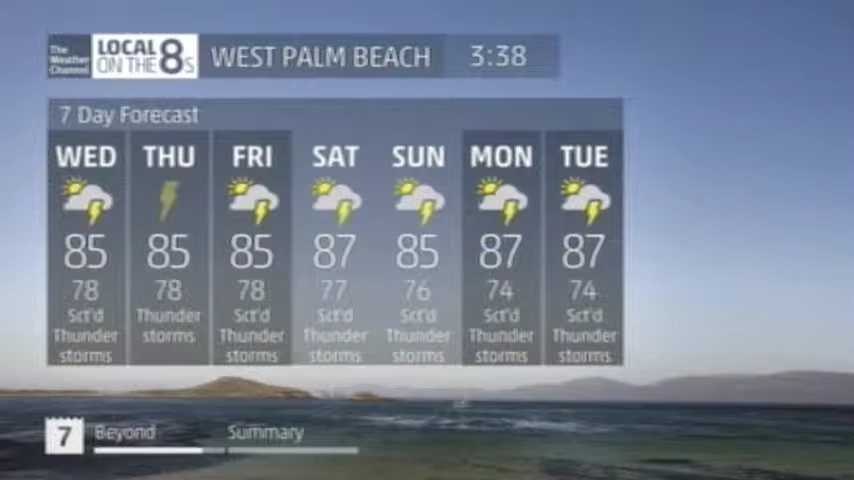 The Weather Channel
LOCAL ON THE 8s
WEST PALM BEACH 3:38
7 Day Forecast
WED THU FRI SAT SUN MON TUE
85 85 85 87 85 87 87
78 78 78 77 76 74 74
Sct'd Thunder storms
Thunder storms
Sct'd Thunder storms
Sct'd Thunder storms
Sct'd Thunder storms
Sct'd Thunder storms
Sct'd Thunder storms
7 Beyond Summary